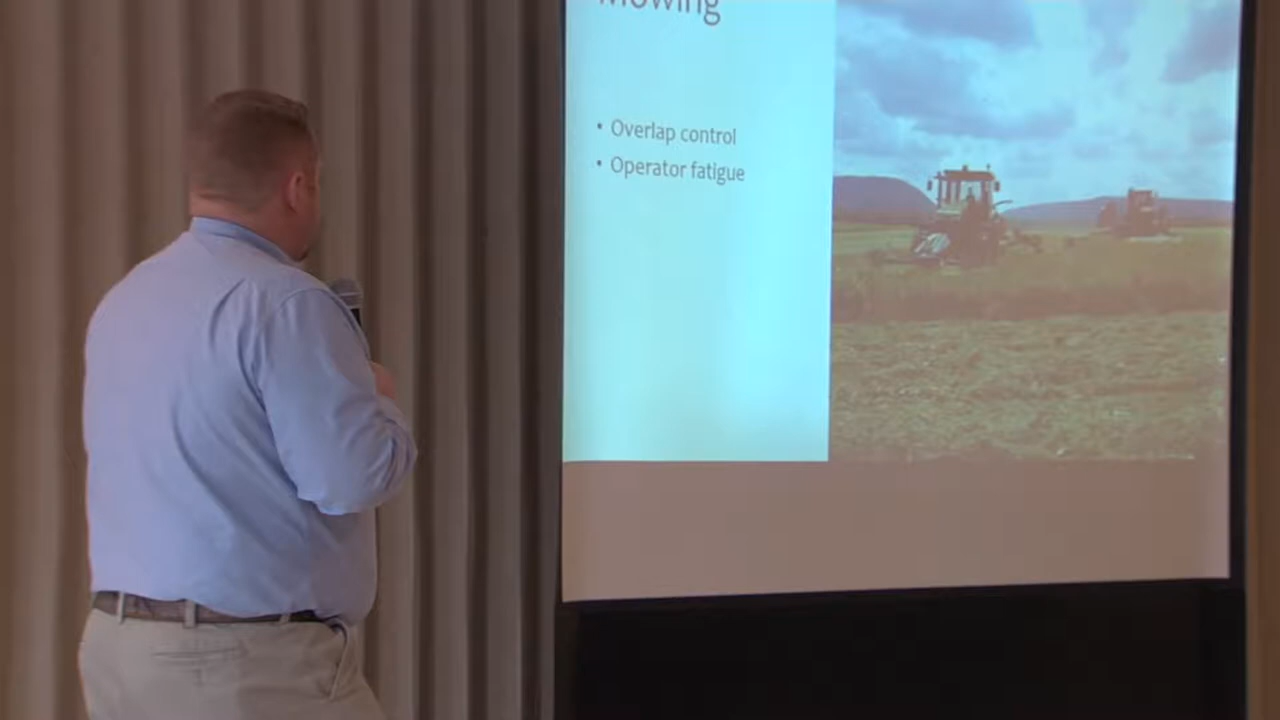 Mowing
• Overlap control
• Operator fatigue